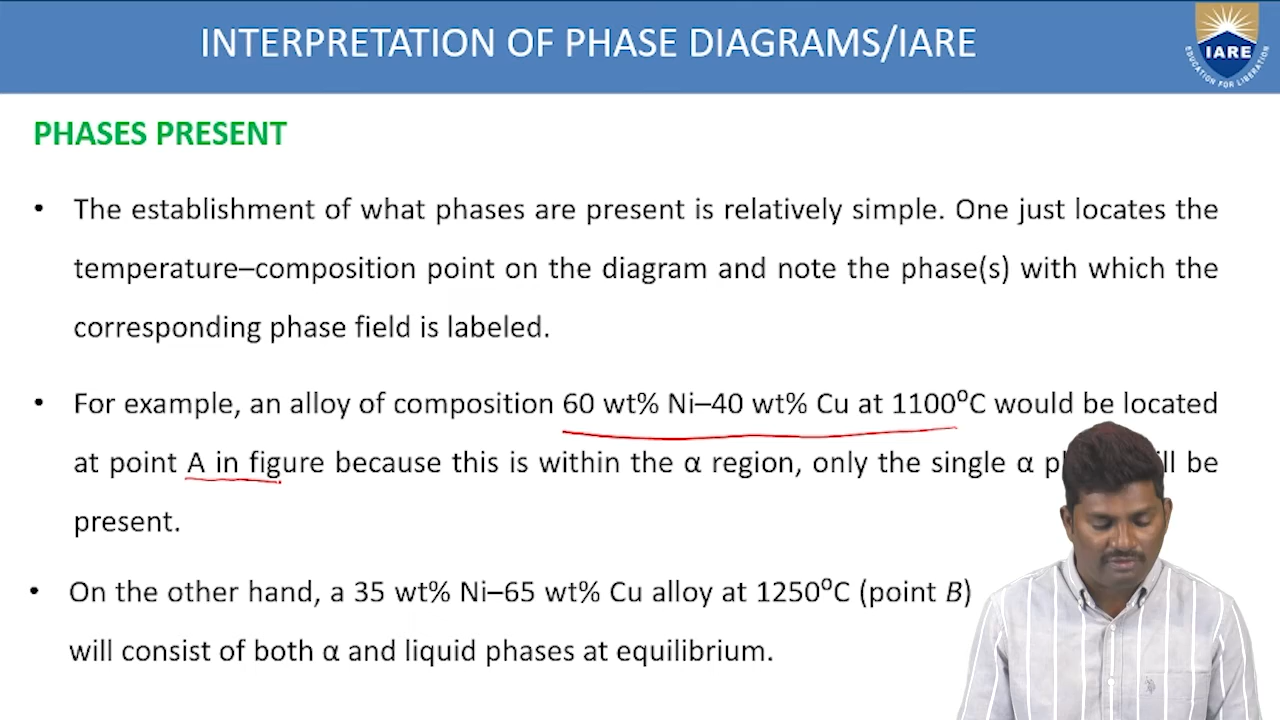 INTERPRETATION OF PHASE DIAGRAMS/IARE
IARE
EDUCATION FOR LIBERATION
PHASES PRESENT
• The establishment of what phases are present is relatively simple. One just locates the
temperature–composition point on the diagram and note the phase(s) with which the
corresponding phase field is labeled.
• For example, an alloy of composition 60 wt% Ni–40 wt% Cu at 1100⁰C would be located
at point A in figure because this is within the α region, only the single α be
present.
• On the other hand, a 35 wt% Ni–65 wt% Cu alloy at 1250⁰C (point B)
will consist of both α and liquid phases at equilibrium.